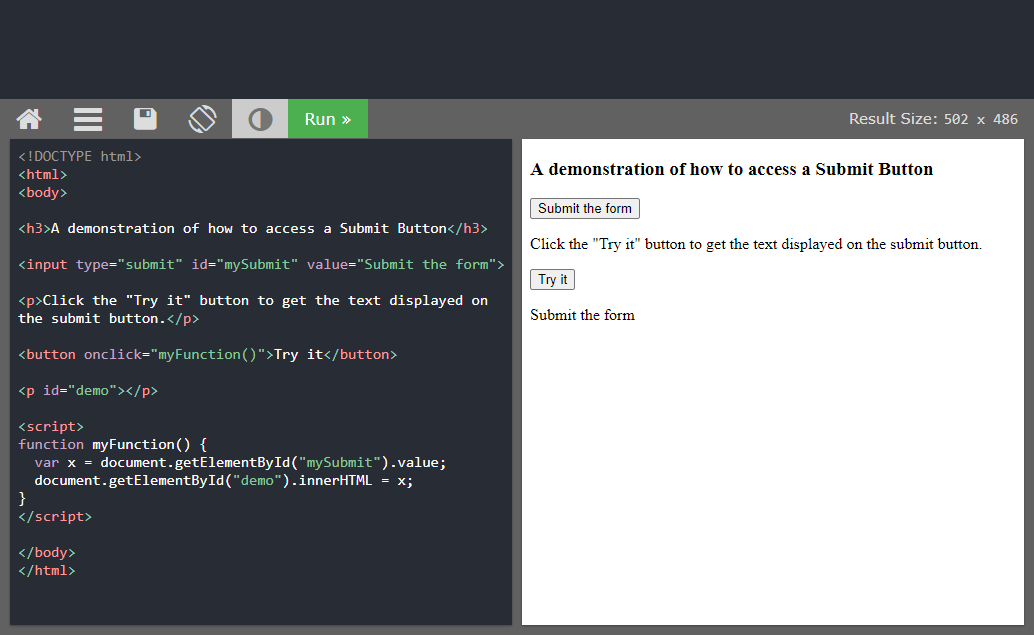 Run »
Result Size: 502 x 486
<!DOCTYPE html>
<html>
<body>
<h3>A demonstration of how to access a Submit Button</h3>
<input type="submit" id="mySubmit" value="Submit the form">
<p>Click the "Try it" button to get the text displayed on
the submit button.</p>
<button onclick="myFunction()">Try it</button>
<p id="demo"></p>
<script>
function myFunction() {
  var x = document.getElementById("mySubmit").value;
  document.getElementById("demo").innerHTML = x;
}
</script>
</body>
</html>
A demonstration of how to access a Submit Button
Submit the form
Click the "Try it" button to get the text displayed on the submit button.
Try it
Submit the form